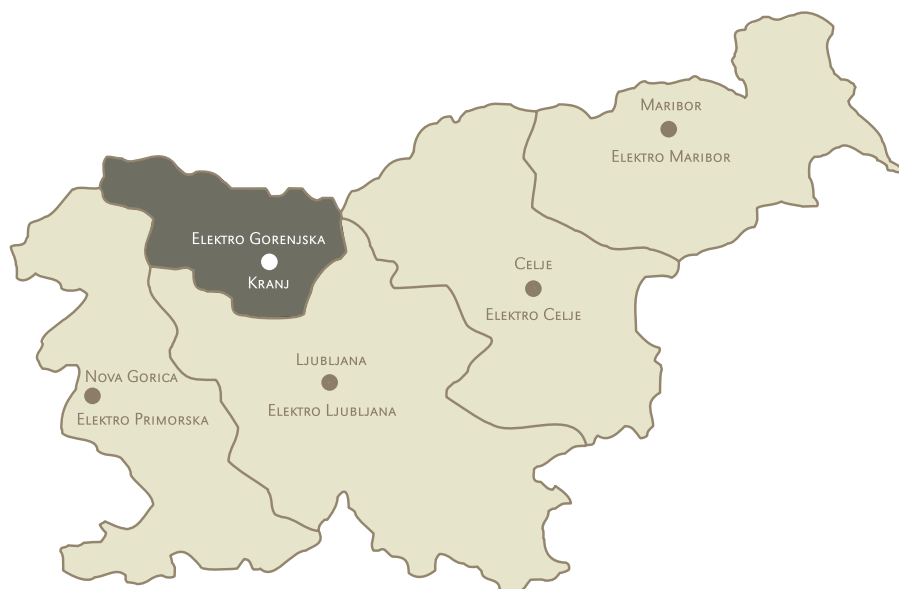 Maribor
Elektro Maribor
Elektro Gorenjska
Kranj
Celje
Elektro Celje
Ljubljana
Elektro Ljubljana
Nova Gorica
Elektro Primorska